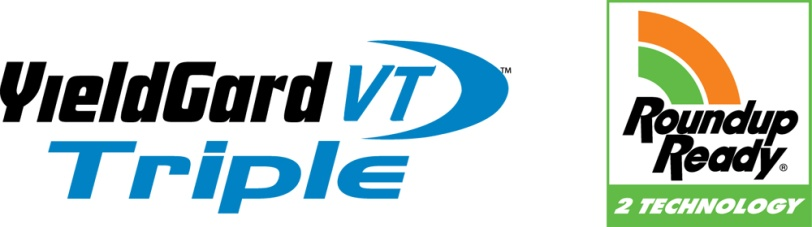 YieldGard VT™
Triple
Roundup
Ready®
2 TECHNOLOGY